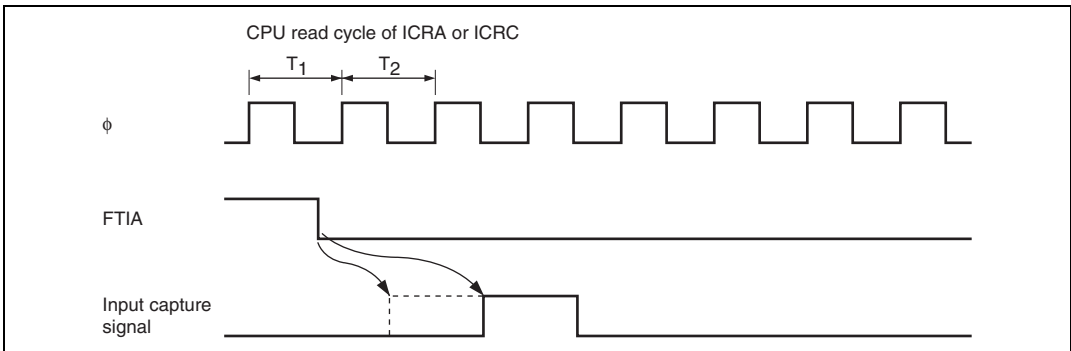 CPU read cycle of ICRA or ICRC
T1 T2
ϕ
FTIA
Input capture
signal